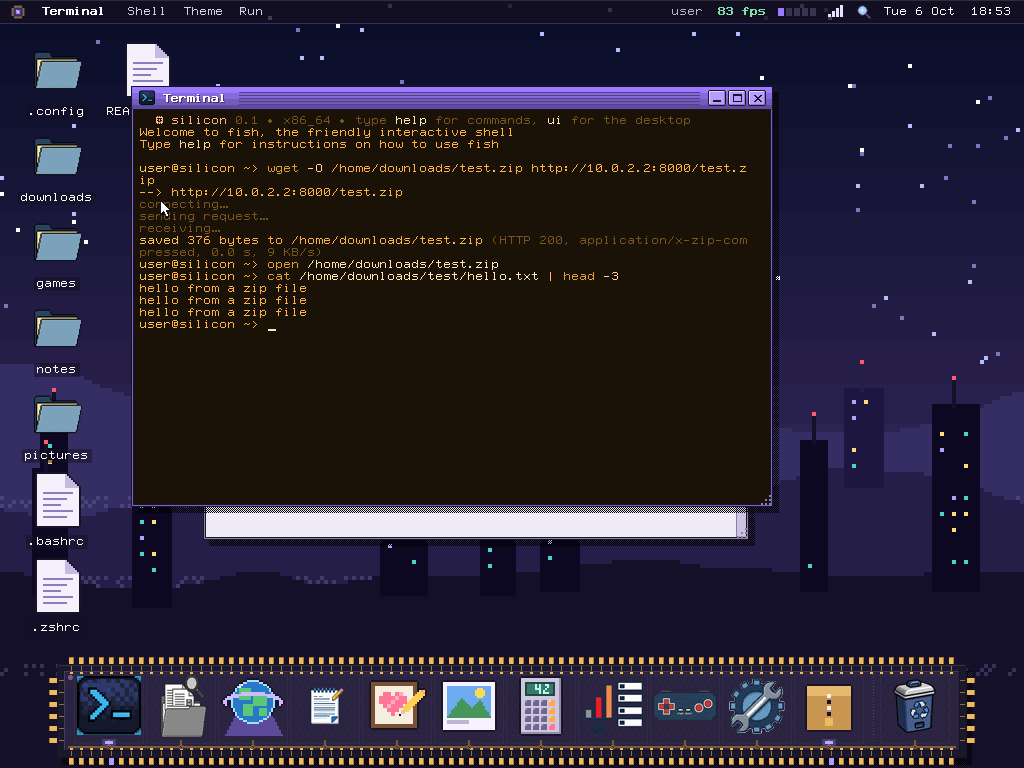 Terminal Shell Theme Run user 83 fps Tue 6 Oct 18:53
.config
downloads
games
notes
pictures
.bashrc
.zshrc
REA
Terminal
silicon 0.1 • x86_64 • type help for commands, ui for the desktop
Welcome to fish, the friendly interactive shell
Type help for instructions on how to use fish
user@silicon ~> wget -O /home/downloads/test.zip http://10.0.2.2:8000/test.z
ip
--> http://10.0.2.2:8000/test.zip
connecting…
sending request…
receiving…
saved 376 bytes to /home/downloads/test.zip (HTTP 200, application/x-zip-com
pressed, 0.0 s, 9 KB/s)
user@silicon ~> open /home/downloads/test.zip
user@silicon ~> cat /home/downloads/test/hello.txt | head -3
hello from a zip file
hello from a zip file
hello from a zip file
user@silicon ~> _
42